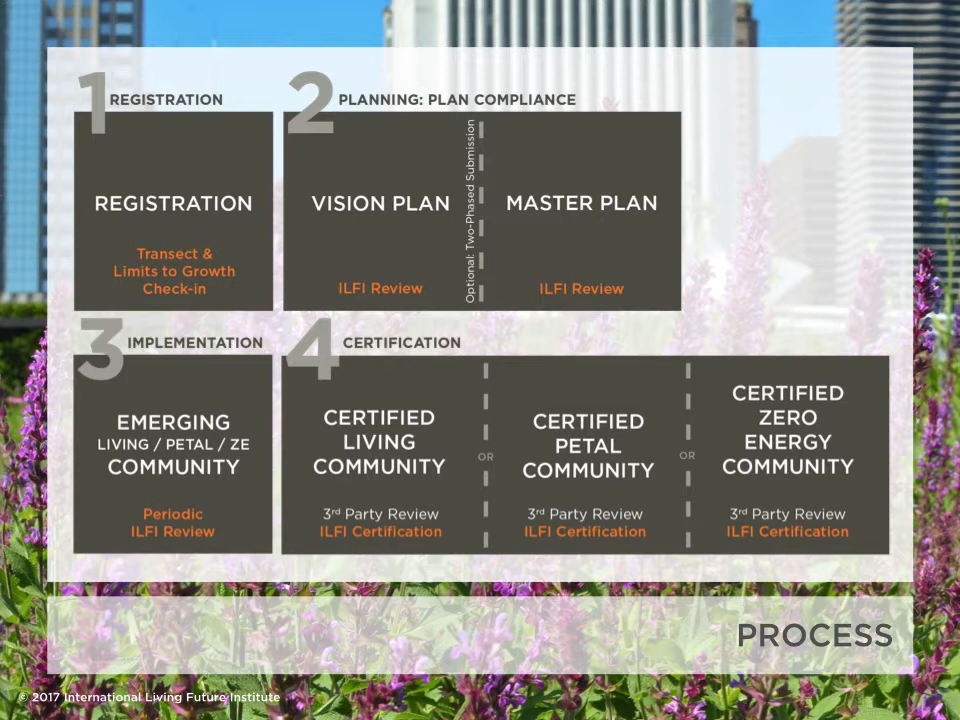 1 REGISTRATION
REGISTRATION
Transect &
Limits to Growth
Check-in
2 PLANNING: PLAN COMPLIANCE
VISION PLAN
ILFI Review
Optional: Two-Phased Submission
MASTER PLAN
ILFI Review
3 IMPLEMENTATION
EMERGING
LIVING / PETAL / ZE
COMMUNITY
Periodic
ILFI Review
4 CERTIFICATION
CERTIFIED
LIVING
COMMUNITY
3rd Party Review
ILFI Certification
OR
CERTIFIED
PETAL
COMMUNITY
3rd Party Review
ILFI Certification
OR
CERTIFIED
ZERO
ENERGY
COMMUNITY
3rd Party Review
ILFI Certification
PROCESS
© 2017 International Living Future Institute